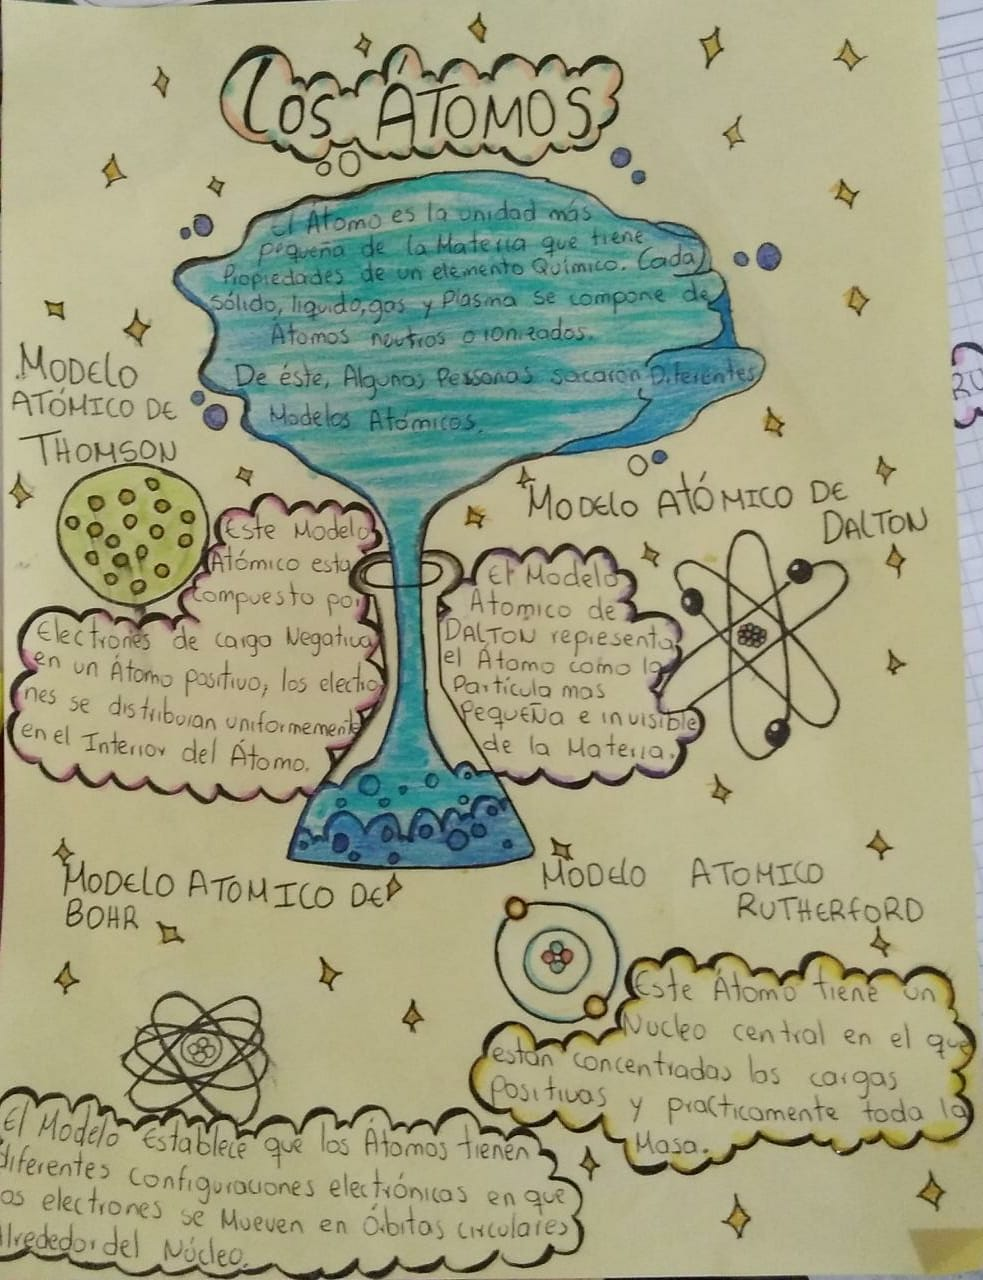 Los Átomos
El Átomo es la unidad más
pequeña de la Materia que tiene
Propiedades de un elemento Químico. Cada
sólido, liquido, gas y Plasma se compone de
Átomos neutros o ionizados.
De éste, Algunas Personas sacaron Diferentes
Modelos Atómicos.
MODELO
ATÓMICO DE
THOMSON
Este Modelo
Atómico esta
compuesto por
Electrones de carga Negativa
en un Átomo positivo, los electro
nes se distribuian uniformemente
en el Interior del Átomo.
MODELO ATÓMICO DE
DALTON
El Modelo
Atomico de
DALTON representa
el Átomo como la
Partícula mas
pequeña e invisible
de la Materia.
MODELO ATOMICO DE
BOHR
El Modelo Establece que los Átomos tienen
diferentes configuraciones electrónicas en que
los electrones se Mueven en Órbitas circulares
Alrededor del Núcleo.
MODELO ATOMICO
RUTHERFORD
Este Átomo tiene un
Nucleo central en el que
están concentradas las cargas
Positivas y practicamente toda la
Masa.